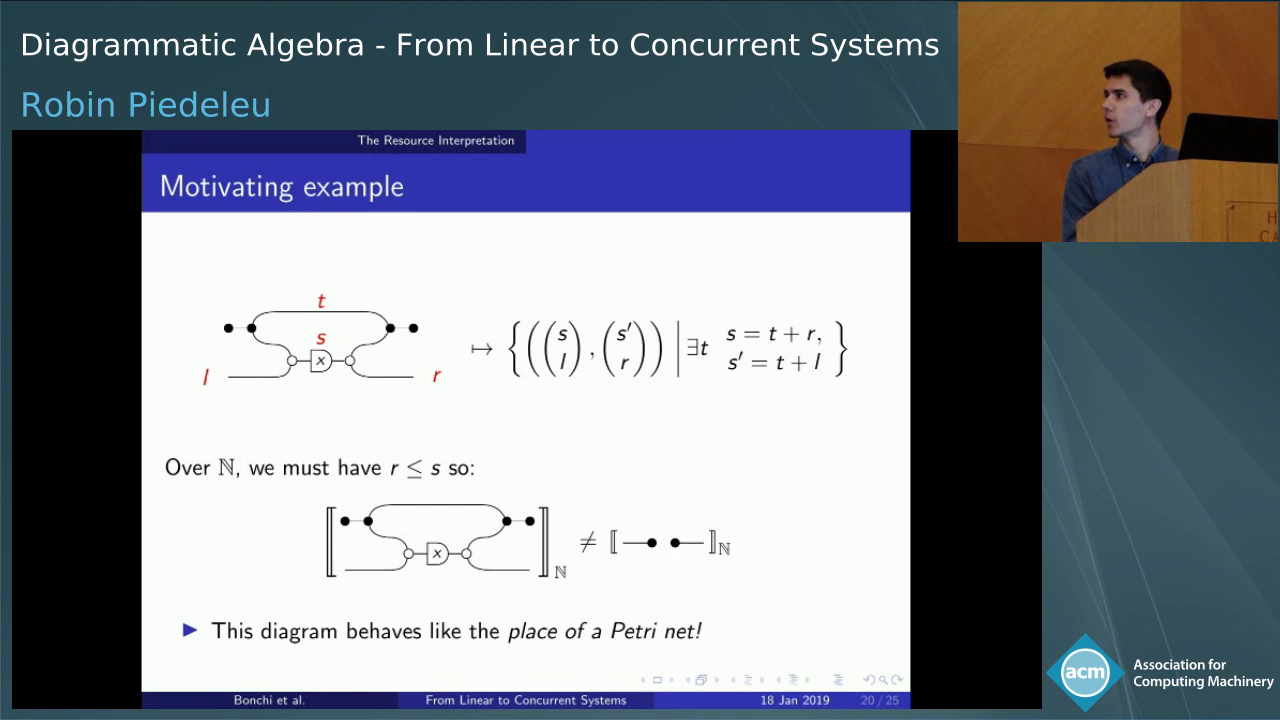 Diagrammatic Algebra - From Linear to Concurrent Systems
Robin Piedeleu
The Resource Interpretation
Motivating example
t
s
x
l
r
↦ { ( (s l), (s′ r) ) | ∃t s = t + r, s′ = t + l }
Over ℕ, we must have r ≤ s so:
⟦ x ⟧ℕ ≠ ⟦ ⟧ℕ
This diagram behaves like the place of a Petri net!
Bonchi et al.
From Linear to Concurrent Systems
18 Jan 2019
20 / 25
H
CA
acm
Association for
Computing Machinery